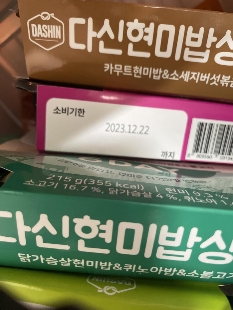 DASHIN
다신현미밥상
카무트현미밥&소세지버섯볶
소비기한
2023.12.22
까지
215 g(355 kcal)
소고기 16.7 %, 닭가슴살 4 %, 퀴노아
다신현미밥상
닭가슴살현미밥&퀴노아밥&소불고기